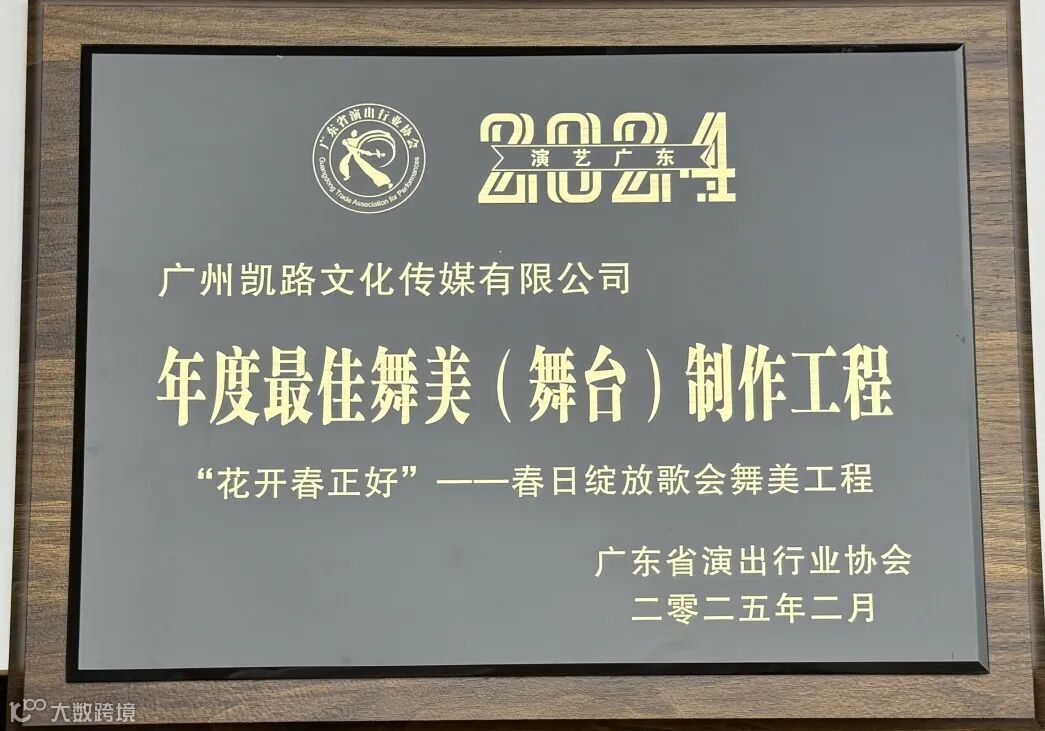 广东省演出行业协会
Guangdong Trade Association for Performances
2024
演艺广东
广州凯路文化传媒有限公司
年度最佳舞美（舞台）制作工程
“花开春正好”——春日绽放歌会舞美工程
广东省演出行业协会
二零二五年二月
大数跨境